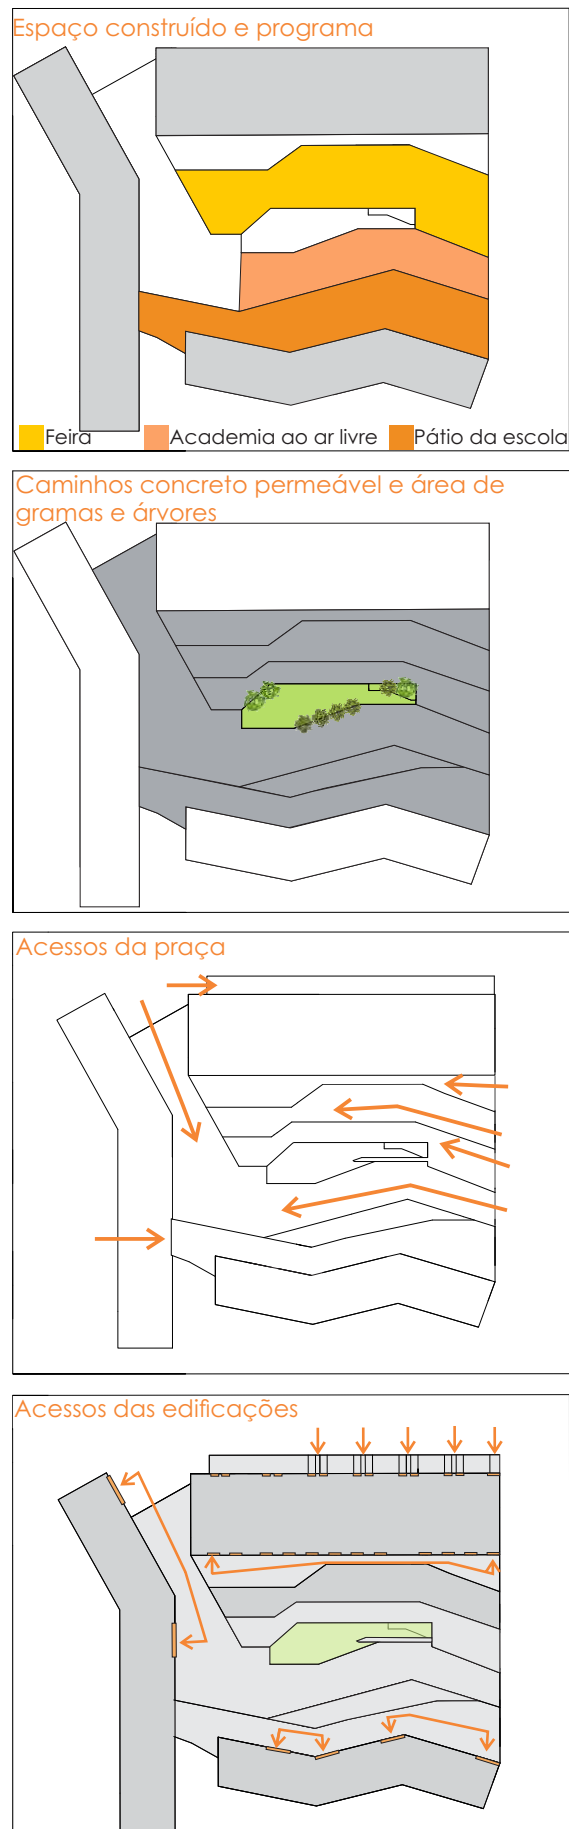 Espaço construído e programa
Feira
Academia ao ar livre
Pátio da escola
Caminhos concreto permeável e área de
gramas e árvores
Acessos da praça
Acessos das edificações